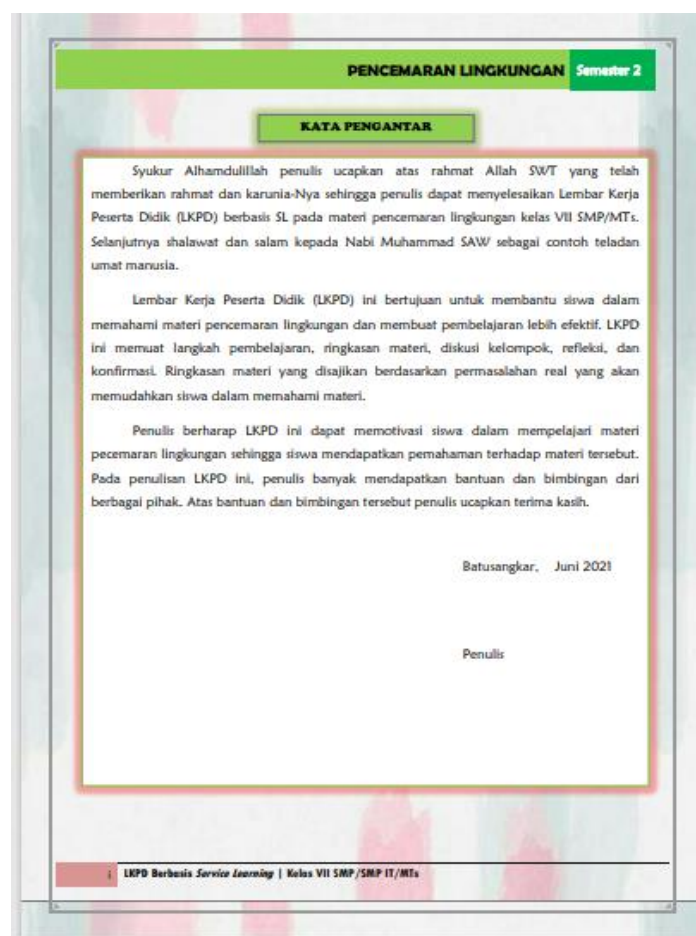 PENCEMARAN LINGKUNGAN Semester 2
KATA PENGANTAR
Syukur Alhamdulillah penulis ucapkan atas rahmat Allah SWT yang telah
memberikan rahmat dan karunia-Nya sehingga penulis dapat menyelesaikan Lembar Kerja
Peserta Didik (LKPD) berbasis SL pada materi pencemaran lingkungan kelas VII SMP/MTs.
Selanjutnya shalawat dan salam kepada Nabi Muhammad SAW sebagai contoh teladan
umat manusia.
Lembar Kerja Peserta Didik (LKPD) ini bertujuan untuk membantu siswa dalam
memahami materi pencemaran lingkungan dan membuat pembelajaran lebih efektif. LKPD
ini memuat langkah pembelajaran, ringkasan materi, diskusi kelompok, refleksi, dan
konfirmasi. Ringkasan materi yang disajikan berdasarkan permasalahan real yang akan
memudahkan siswa dalam memahami materi.
Penulis berharap LKPD ini dapat memotivasi siswa dalam mempelajari materi
pecemaran lingkungan sehingga siswa mendapatkan pemahaman terhadap materi tersebut.
Pada penulisan LKPD ini, penulis banyak mendapatkan bantuan dan bimbingan dari
berbagai pihak. Atas bantuan dan bimbingan tersebut penulis ucapkan terima kasih.
Batusangkar, Juni 2021
Penulis
i LKPD Berbasis Service Learning | Kelas VII SMP/SMP IT/MTs